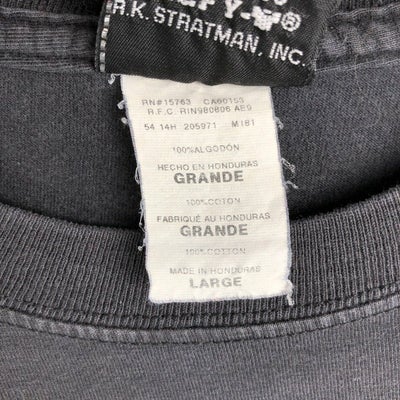 R.K. STRATMAN, INC.
RN#15763 CA00153
R.F.C. RIN980806 AE9
54 14H 205971 M181
100%ALGODÓN
HECHO EN HONDURAS
GRANDE
100%COTON
FABRIQUÉ AU HONDURAS
GRANDE
100%COTTON
MADE IN HONDURAS
LARGE